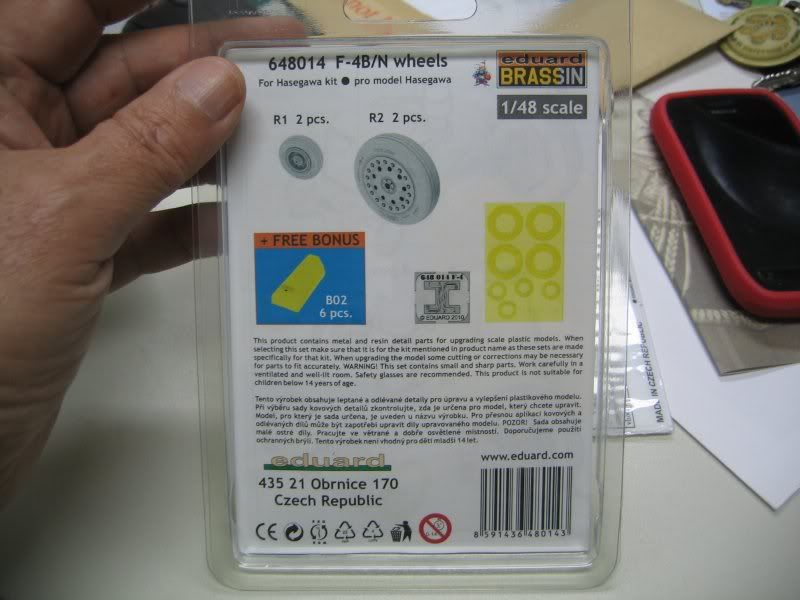 648014 F-4B/N wheels
For Hasegawa kit ● pro model Hasegawa
eduard
BRASSIN
1/48 scale
R1 2 pcs.
R2 2 pcs.
+ FREE BONUS
B02
6 pcs.
648 014 F-4
© EDUARD 2010
This product contains metal and resin detail parts for upgrading scale plastic models. When
selecting this set make sure that it is for the kit mentioned in product name as these sets are made
specifically for that kit. When upgrading the model some cutting or corrections may be necessary
for parts to fit accurately. WARNING! This set contains small and sharp parts. Work carefully in a
ventilated and well-lit room. Safety glasses are recommended. This product is not suitable for
children below 14 years of age.
Tento výrobek obsahuje leptané a odlévané detaily pro úpravu a vylepšení plastikového modelu.
Při výběru sady kovových detailů zkontrolujte, zda je určena pro model, který chcete upravit.
Model, pro který je sada určena, je uveden u názvu výrobku. Pro přesnou aplikaci kovových a
odlévaných dílů může být zapotřebí upravit díly upravovaného modelu. POZOR! Sada obsahuje
malé ostré díly. Pracujte ve větrané a dobře osvětlené místnosti. Doporučujeme použití
ochranných brýlí. Tento výrobek není vhodný pro děti mladší 14 let.
eduard
435 21 Obrnice 170
Czech Republic
www.eduard.com
8 591436 480143
CE
MADE IN CZECH REPUBLIC